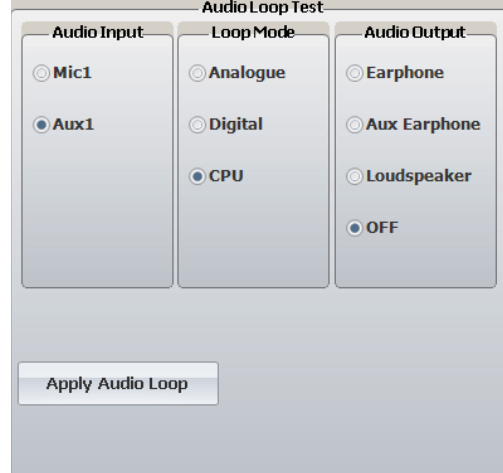 Audio Loop Test
Audio Input
Mic1
Aux1
Loop Mode
Analogue
Digital
CPU
Audio Output
Earphone
Aux Earphone
Loudspeaker
OFF
Apply Audio Loop